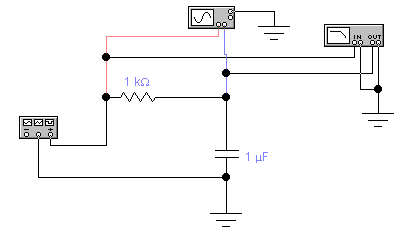 IN OUT
1 kΩ
1 µF